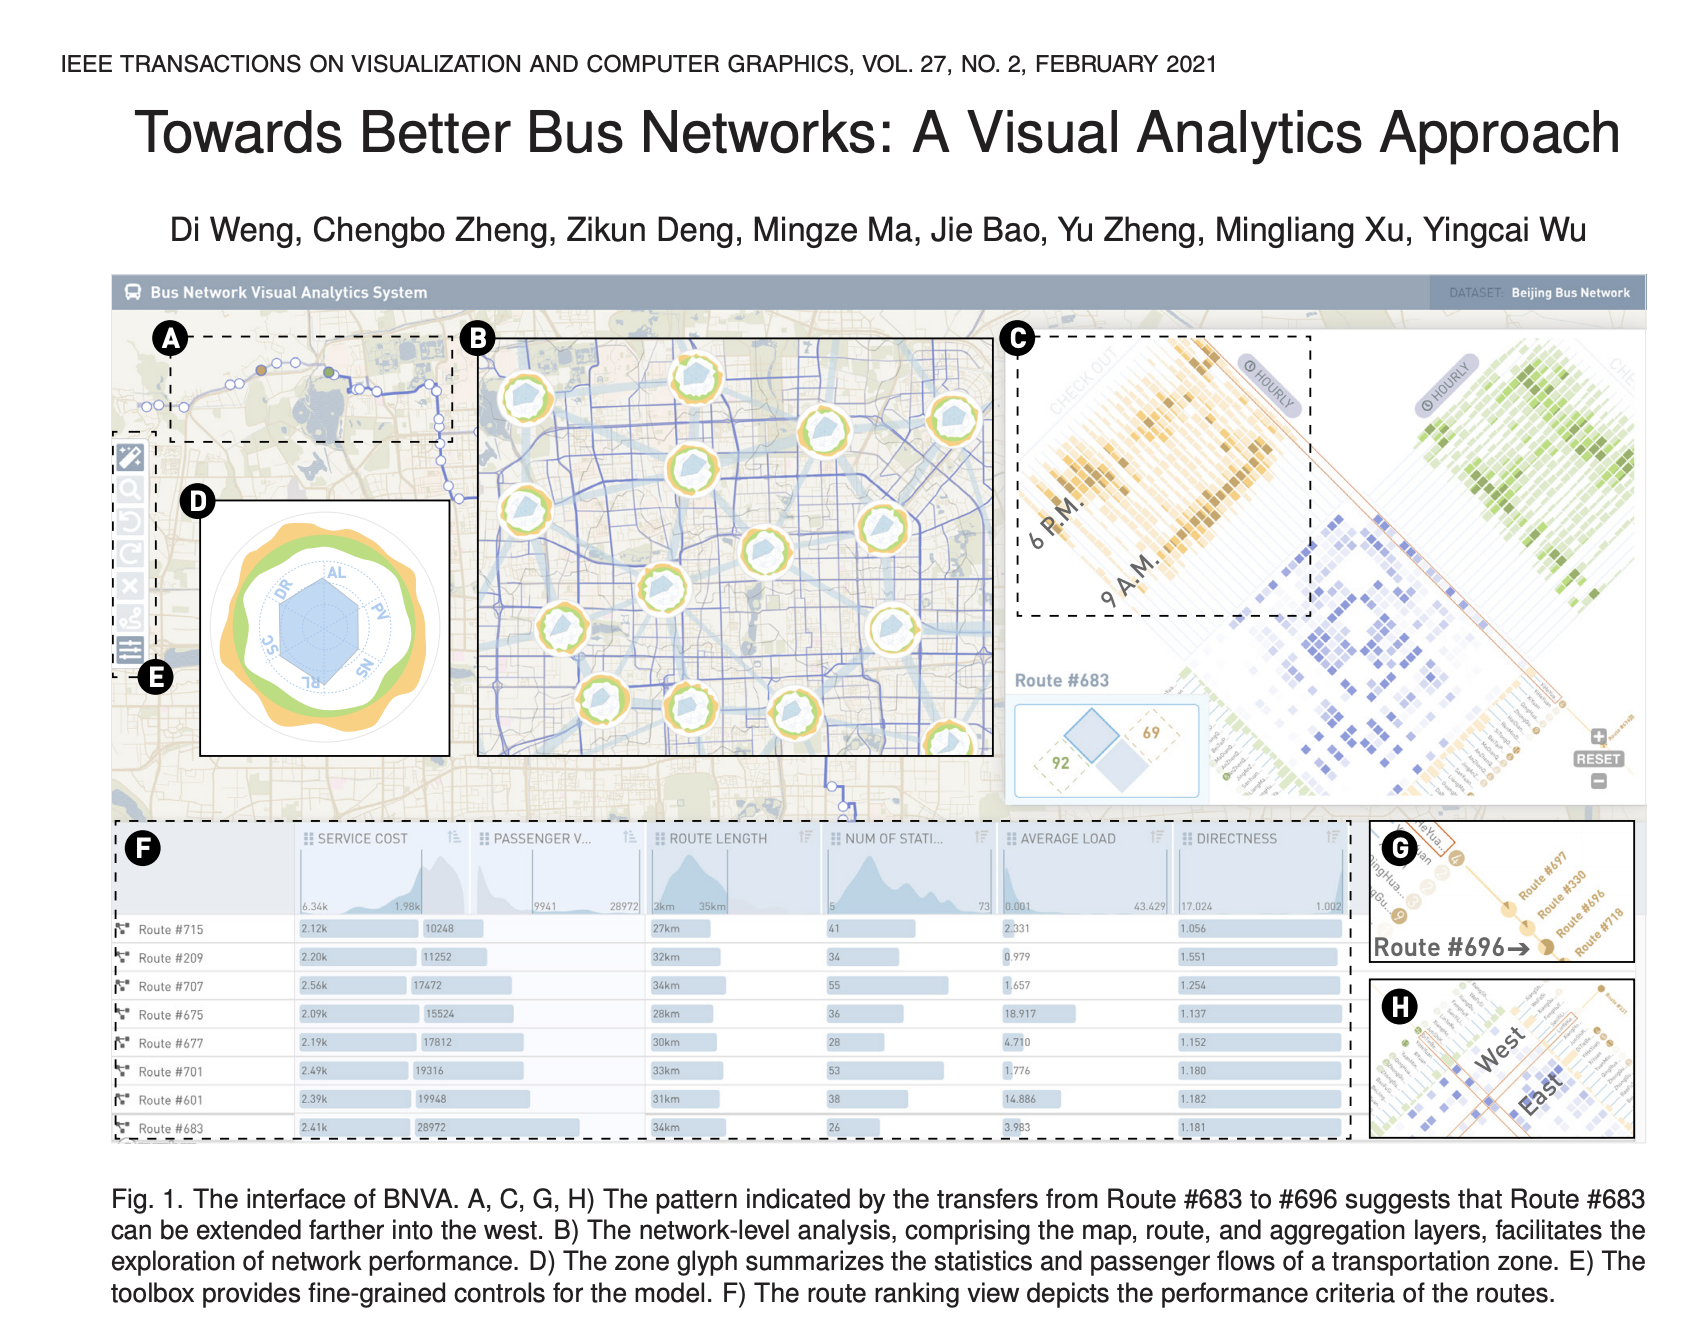 IEEE TRANSACTIONS ON VISUALIZATION AND COMPUTER GRAPHICS, VOL. 27, NO. 2, FEBRUARY 2021
Towards Better Bus Networks: A Visual Analytics Approach
Di Weng, Chengbo Zheng, Zikun Deng, Mingze Ma, Jie Bao, Yu Zheng, Mingliang Xu, Yingcai Wu
Bus Network Visual Analytics System
DATASET: Beijing Bus Network
A
B
C
CHECK OUT
HOURLY
HOURLY
6 P.M.
9 A.M.
D
AL
PV
NS
RL
SC
DR
E
Route #683
92
69
+
RESET
−
F
SERVICE COST PASSENGER V... ROUTE LENGTH NUM OF STATI... AVERAGE LOAD DIRECTNESS
6.34k 1.98k 9941 28972 3km 35km 5 73 0.001 43.429 17.024 1.002
Route #715 2.12k 10248 27km 41 2.331 1.056
Route #209 2.20k 11252 32km 34 0.979 1.551
Route #707 2.56k 17472 34km 55 1.657 1.254
Route #675 2.09k 15524 28km 36 18.917 1.137
Route #677 2.19k 17812 30km 28 4.710 1.152
Route #701 2.49k 19316 33km 53 1.776 1.180
Route #601 2.39k 19948 31km 38 14.886 1.182
Route #683 2.41k 28972 34km 26 3.983 1.181
G
Route #697
Route #330
Route #696
Route #718
Route #696→
H
West
East
Fig. 1. The interface of BNVA. A, C, G, H) The pattern indicated by the transfers from Route #683 to #696 suggests that Route #683
can be extended farther into the west. B) The network-level analysis, comprising the map, route, and aggregation layers, facilitates the
exploration of network performance. D) The zone glyph summarizes the statistics and passenger flows of a transportation zone. E) The
toolbox provides fine-grained controls for the model. F) The route ranking view depicts the performance criteria of the routes.